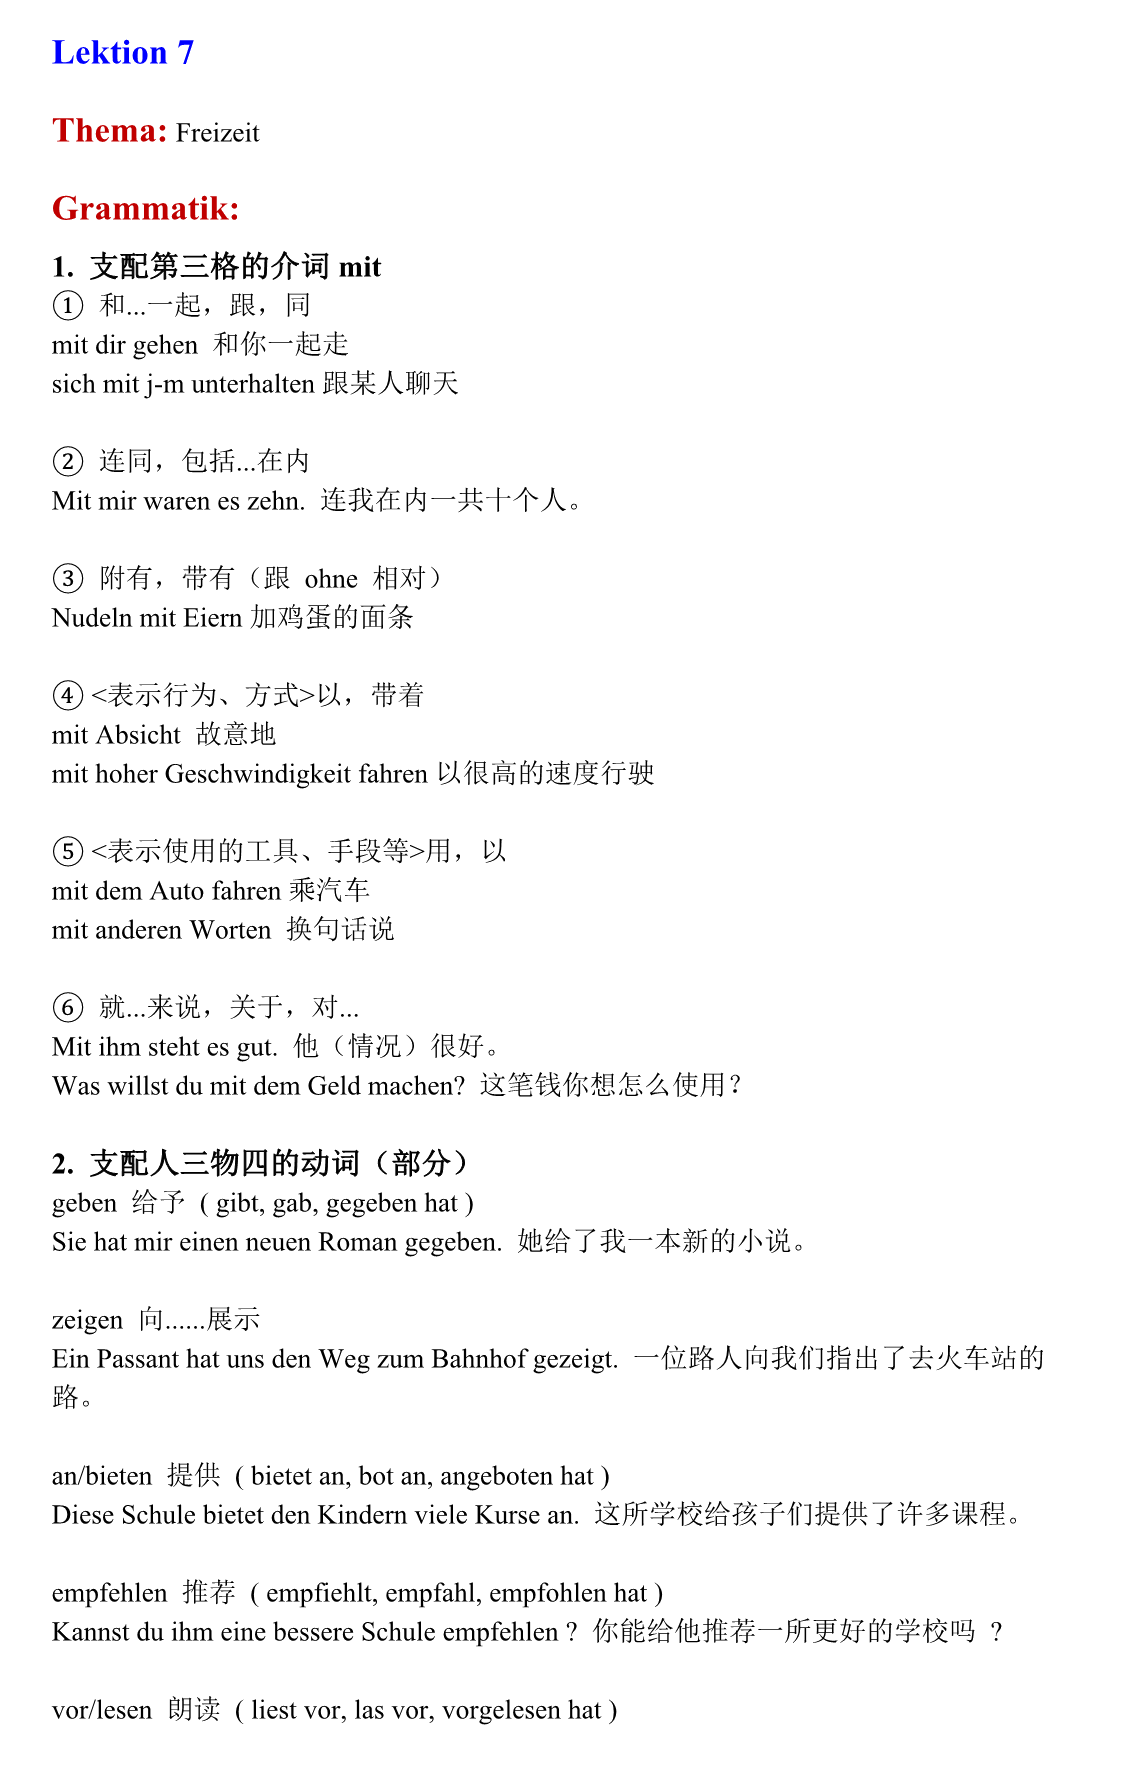 Lektion 7
Thema: Freizeit
Grammatik:
1. 支配第三格的介词 mit
① 和...一起，跟，同
mit dir gehen 和你一起走
sich mit j-m unterhalten 跟某人聊天
② 连同，包括...在内
Mit mir waren es zehn. 连我在内一共十个人。
③ 附有，带有（跟 ohne 相对）
Nudeln mit Eiern 加鸡蛋的面条
④ <表示行为、方式>以，带着
mit Absicht 故意地
mit hoher Geschwindigkeit fahren 以很高的速度行驶
⑤ <表示使用的工具、手段等>用，以
mit dem Auto fahren 乘汽车
mit anderen Worten 换句话说
⑥ 就...来说，关于，对...
Mit ihm steht es gut. 他（情况）很好。
Was willst du mit dem Geld machen? 这笔钱你想怎么使用？
2. 支配人三物四的动词（部分）
geben 给予 ( gibt, gab, gegeben hat )
Sie hat mir einen neuen Roman gegeben. 她给了我一本新的小说。
zeigen 向......展示
Ein Passant hat uns den Weg zum Bahnhof gezeigt. 一位路人向我们指出了去火车站的
路。
an/bieten 提供 ( bietet an, bot an, angeboten hat )
Diese Schule bietet den Kindern viele Kurse an. 这所学校给孩子们提供了许多课程。
empfehlen 推荐 ( empfiehlt, empfahl, empfohlen hat )
Kannst du ihm eine bessere Schule empfehlen ? 你能给他推荐一所更好的学校吗 ?
vor/lesen 朗读 ( liest vor, las vor, vorgelesen hat )